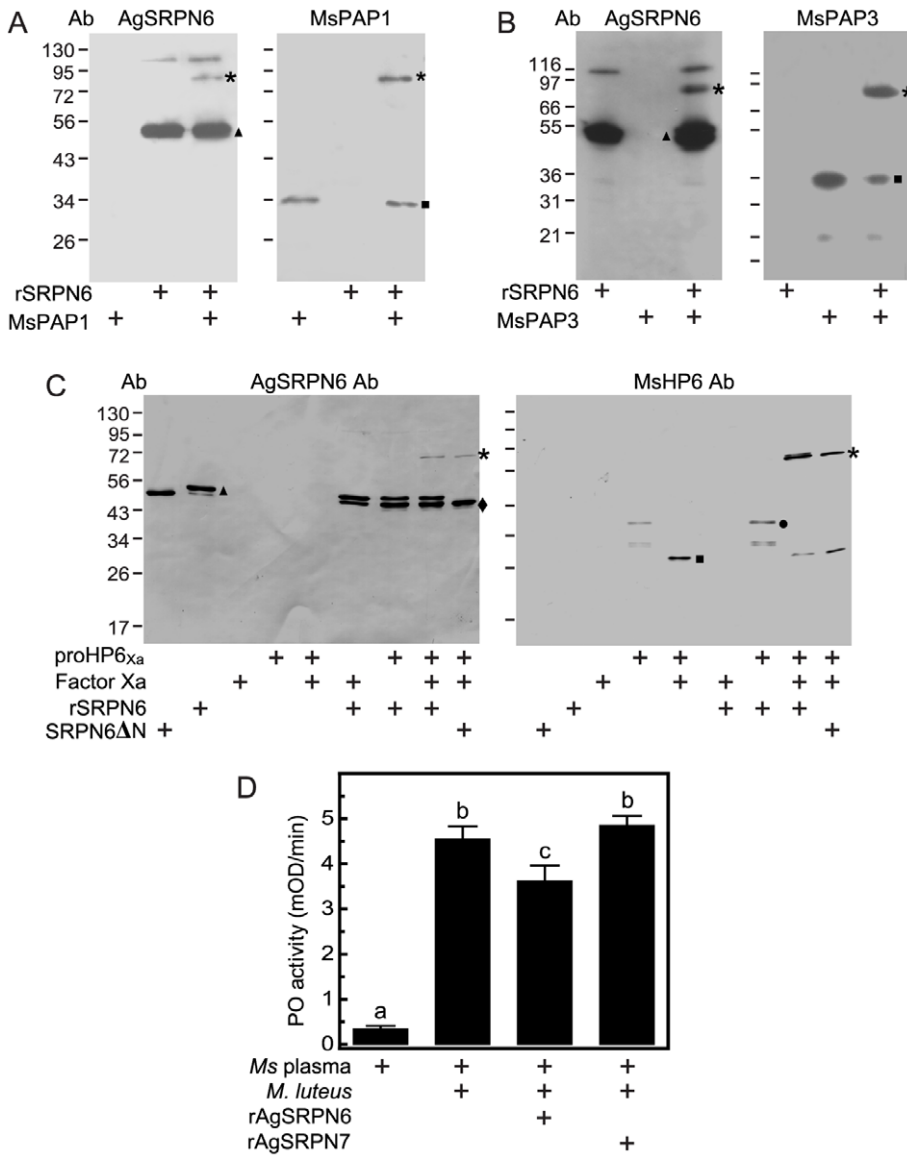 A Ab AgSRPN6 MsPAP1
130
95
72
56
43
34
26
*
▲
*
■
rSRPN6 + + + +
MsPAP1 + + + +
B Ab AgSRPN6 MsPAP3
116
97
66
55
36
31
21
*
▲
*
■
rSRPN6 + + + +
MsPAP3 + + + +
C Ab AgSRPN6 Ab MsHP6 Ab
130
95
72
56
43
34
26
17
*
▲
♦
*
●
■
proHP6Xa + + + + + + + + + +
Factor Xa + + + + + + + + + +
rSRPN6 + + + + + + + +
SRPN6ΔN + + + +
D
PO activity (mOD/min)
5
4
3
2
1
0
a b c b
Ms plasma + + + +
M. luteus + + +
rAgSRPN6 +
rAgSRPN7 +